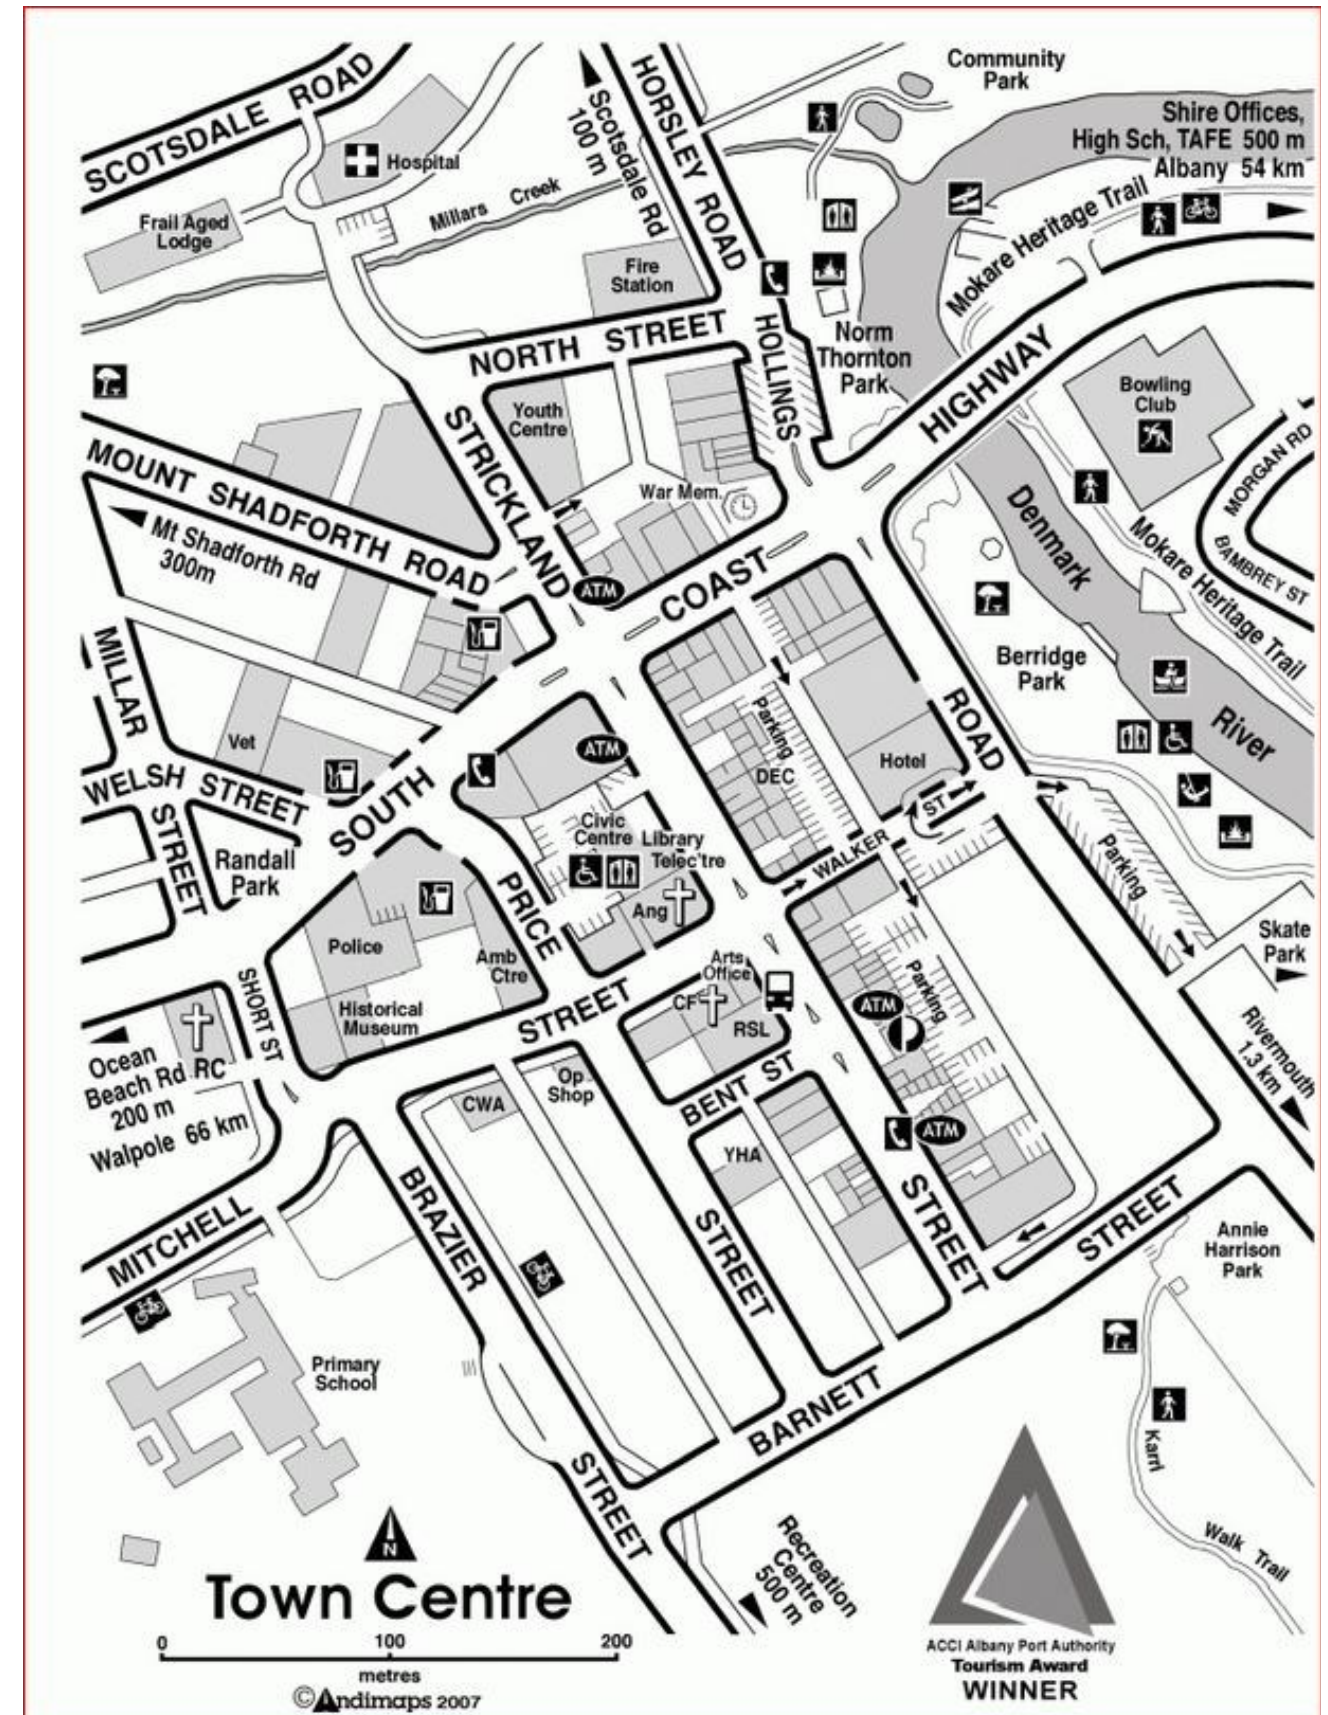 SCOTSDALE ROAD
Scotsdale Rd
100 m
HORSLEY ROAD
Community
Park
Shire Offices,
High Sch, TAFE 500 m
Albany 54 km
Mokare Heritage Trail
Hospital
Frail Aged
Lodge
Millars Creek
Fire
Station
NORTH STREET
HOLLINGS
Norm
Thornton
Park
HIGHWAY
Bowling
Club
MORGAN RD
BAMBREY ST
Youth
Centre
STRICKLAND
War Mem.
MOUNT SHADFORTH ROAD
Mt Shadforth Rd
300m
ATM
COAST
Denmark
Mokare Heritage Trail
Berridge
Park
River
MILLAR
Vet
WELSH STREET
STREET
SOUTH
ATM
Parking
DEC
Hotel
ROAD
ST
WALKER
Parking
Randall
Park
Civic
Centre
Library
Telec'tre
Ang
PRICE
Police
Amb
Ctre
Historical
Museum
SHORT ST
STREET
Arts
Office
CF
RSL
ATM
Parking
Skate
Park
Rivermouth
1.3 km
Ocean
Beach Rd
200 m
RC
Walpole 66 km
CWA
Op
Shop
BENT ST
YHA
ATM
MITCHELL
BRAZIER
STREET
STREET
STREET
Annie
Harrison
Park
Primary
School
BARNETT
STREET
Karri
Walk Trail
Recreation
Centre
500 m
N
Town Centre
0 100 200
metres
© Andimaps 2007
ACCI Albany Port Authority
Tourism Award
WINNER